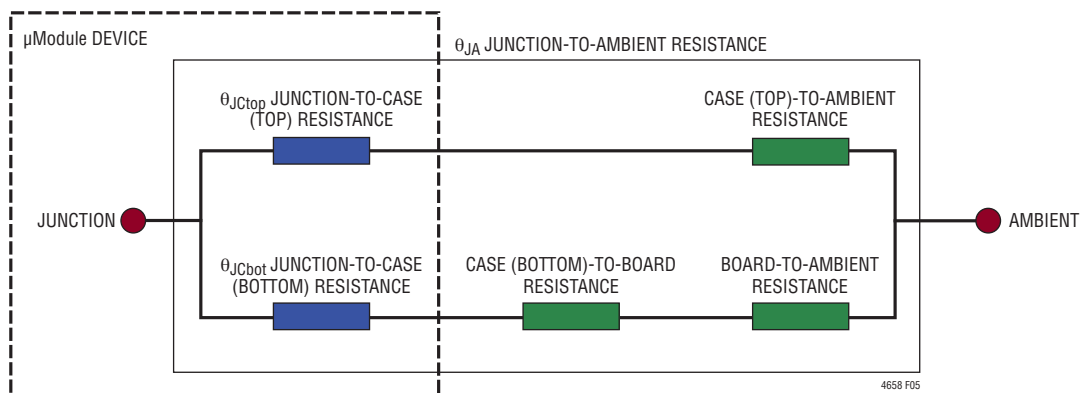 µModule DEVICE
θJA JUNCTION-TO-AMBIENT RESISTANCE
θJCtop JUNCTION-TO-CASE
(TOP) RESISTANCE
CASE (TOP)-TO-AMBIENT
RESISTANCE
JUNCTION
AMBIENT
θJCbot JUNCTION-TO-CASE
(BOTTOM) RESISTANCE
CASE (BOTTOM)-TO-BOARD
RESISTANCE
BOARD-TO-AMBIENT
RESISTANCE
4658 F05